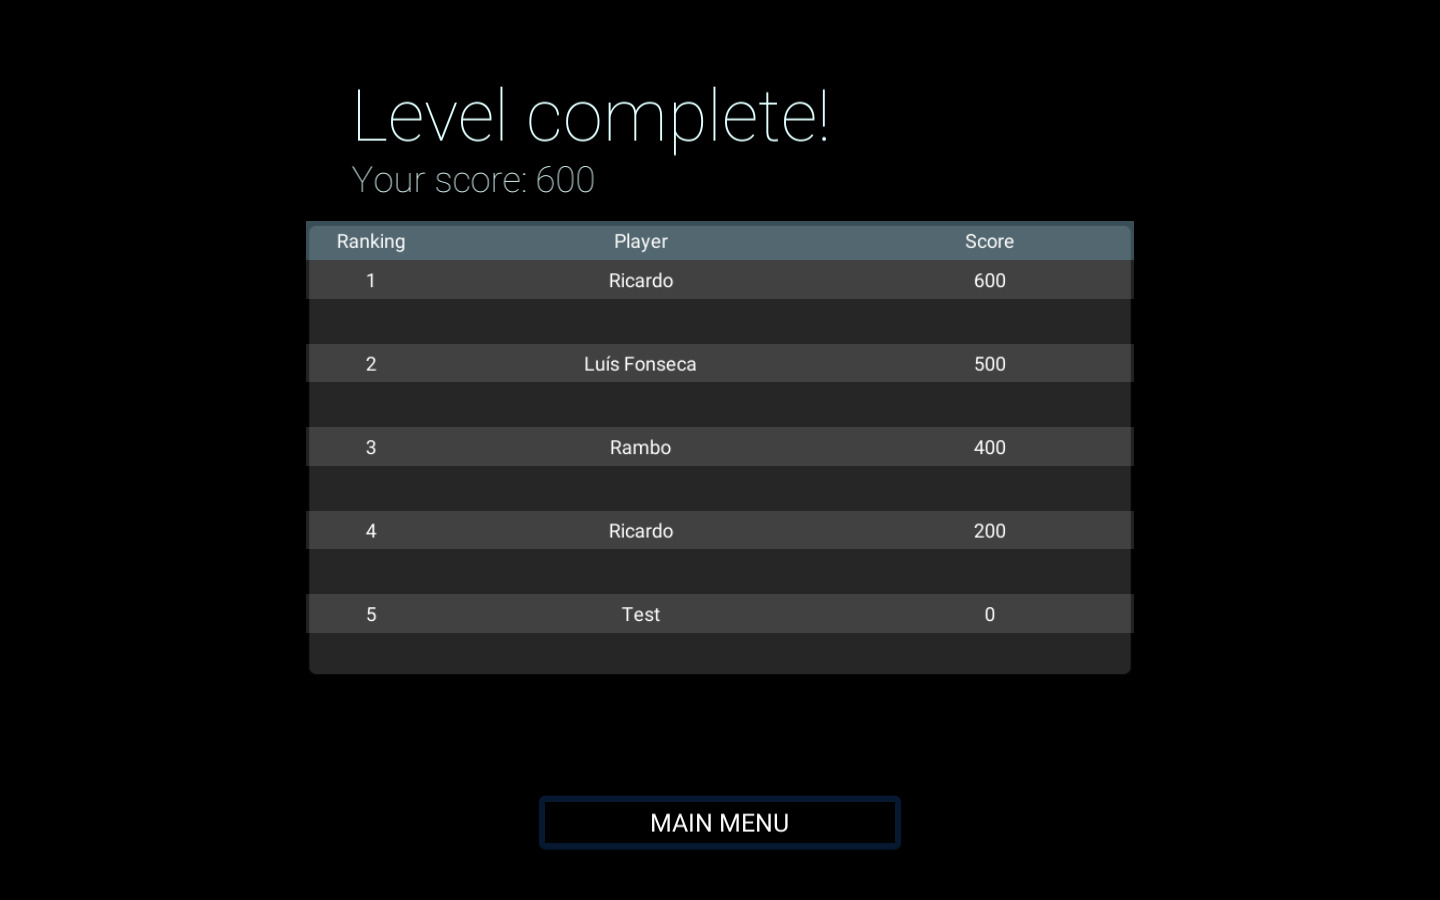 Level complete!
Your score: 600
Ranking Player Score
1 Ricardo 600
2 Luís Fonseca 500
3 Rambo 400
4 Ricardo 200
5 Test 0
MAIN MENU